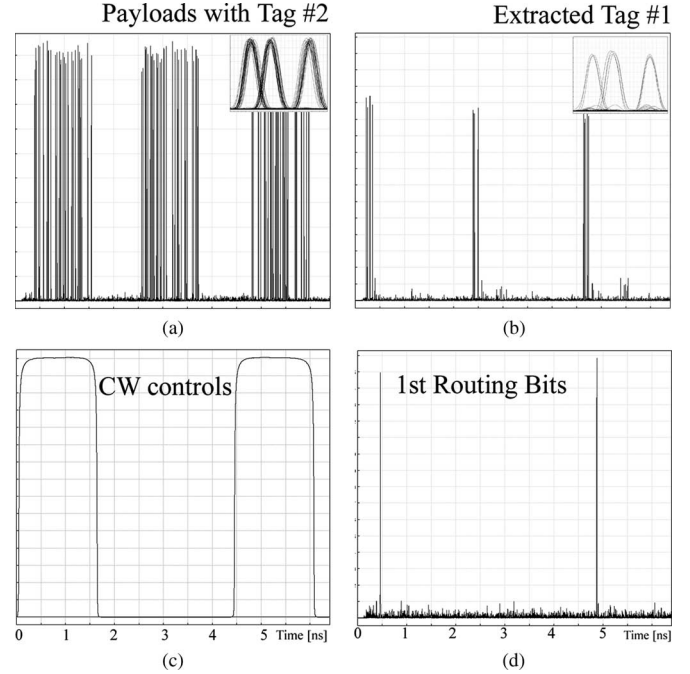 Payloads with Tag #2
Extracted Tag #1
(a)
(b)
CW controls
1st Routing Bits
0 1 2 3 4 5 Time [ns]
0 1 2 3 4 5 Time [ns]
(c)
(d)